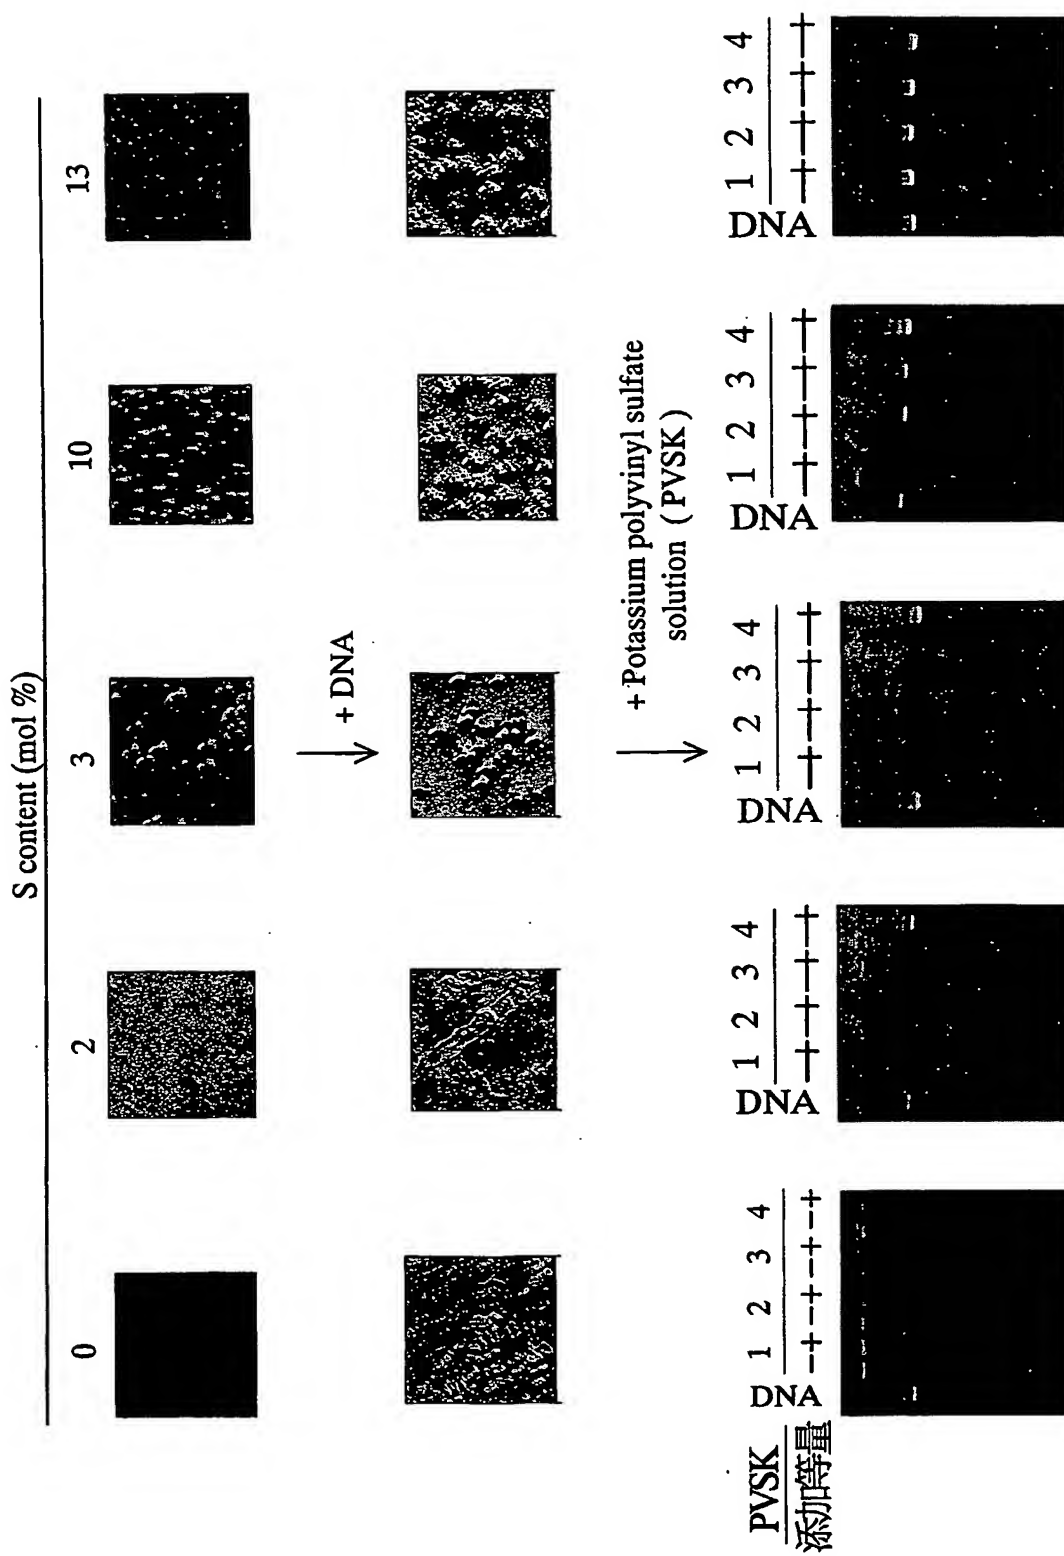 S content (mol %)
0 2 3 10 13
+ DNA
+ Potassium polyvinyl sulfate
solution ( PVSK )
PVSK
添加等量
DNA 1 2 3 4
-+ -+ -+ -+
DNA 1 2 3 4
+ + + +
DNA 1 2 3 4
+ + + +
DNA 1 2 3 4
+ + + +
DNA 1 2 3 4
+ + + +